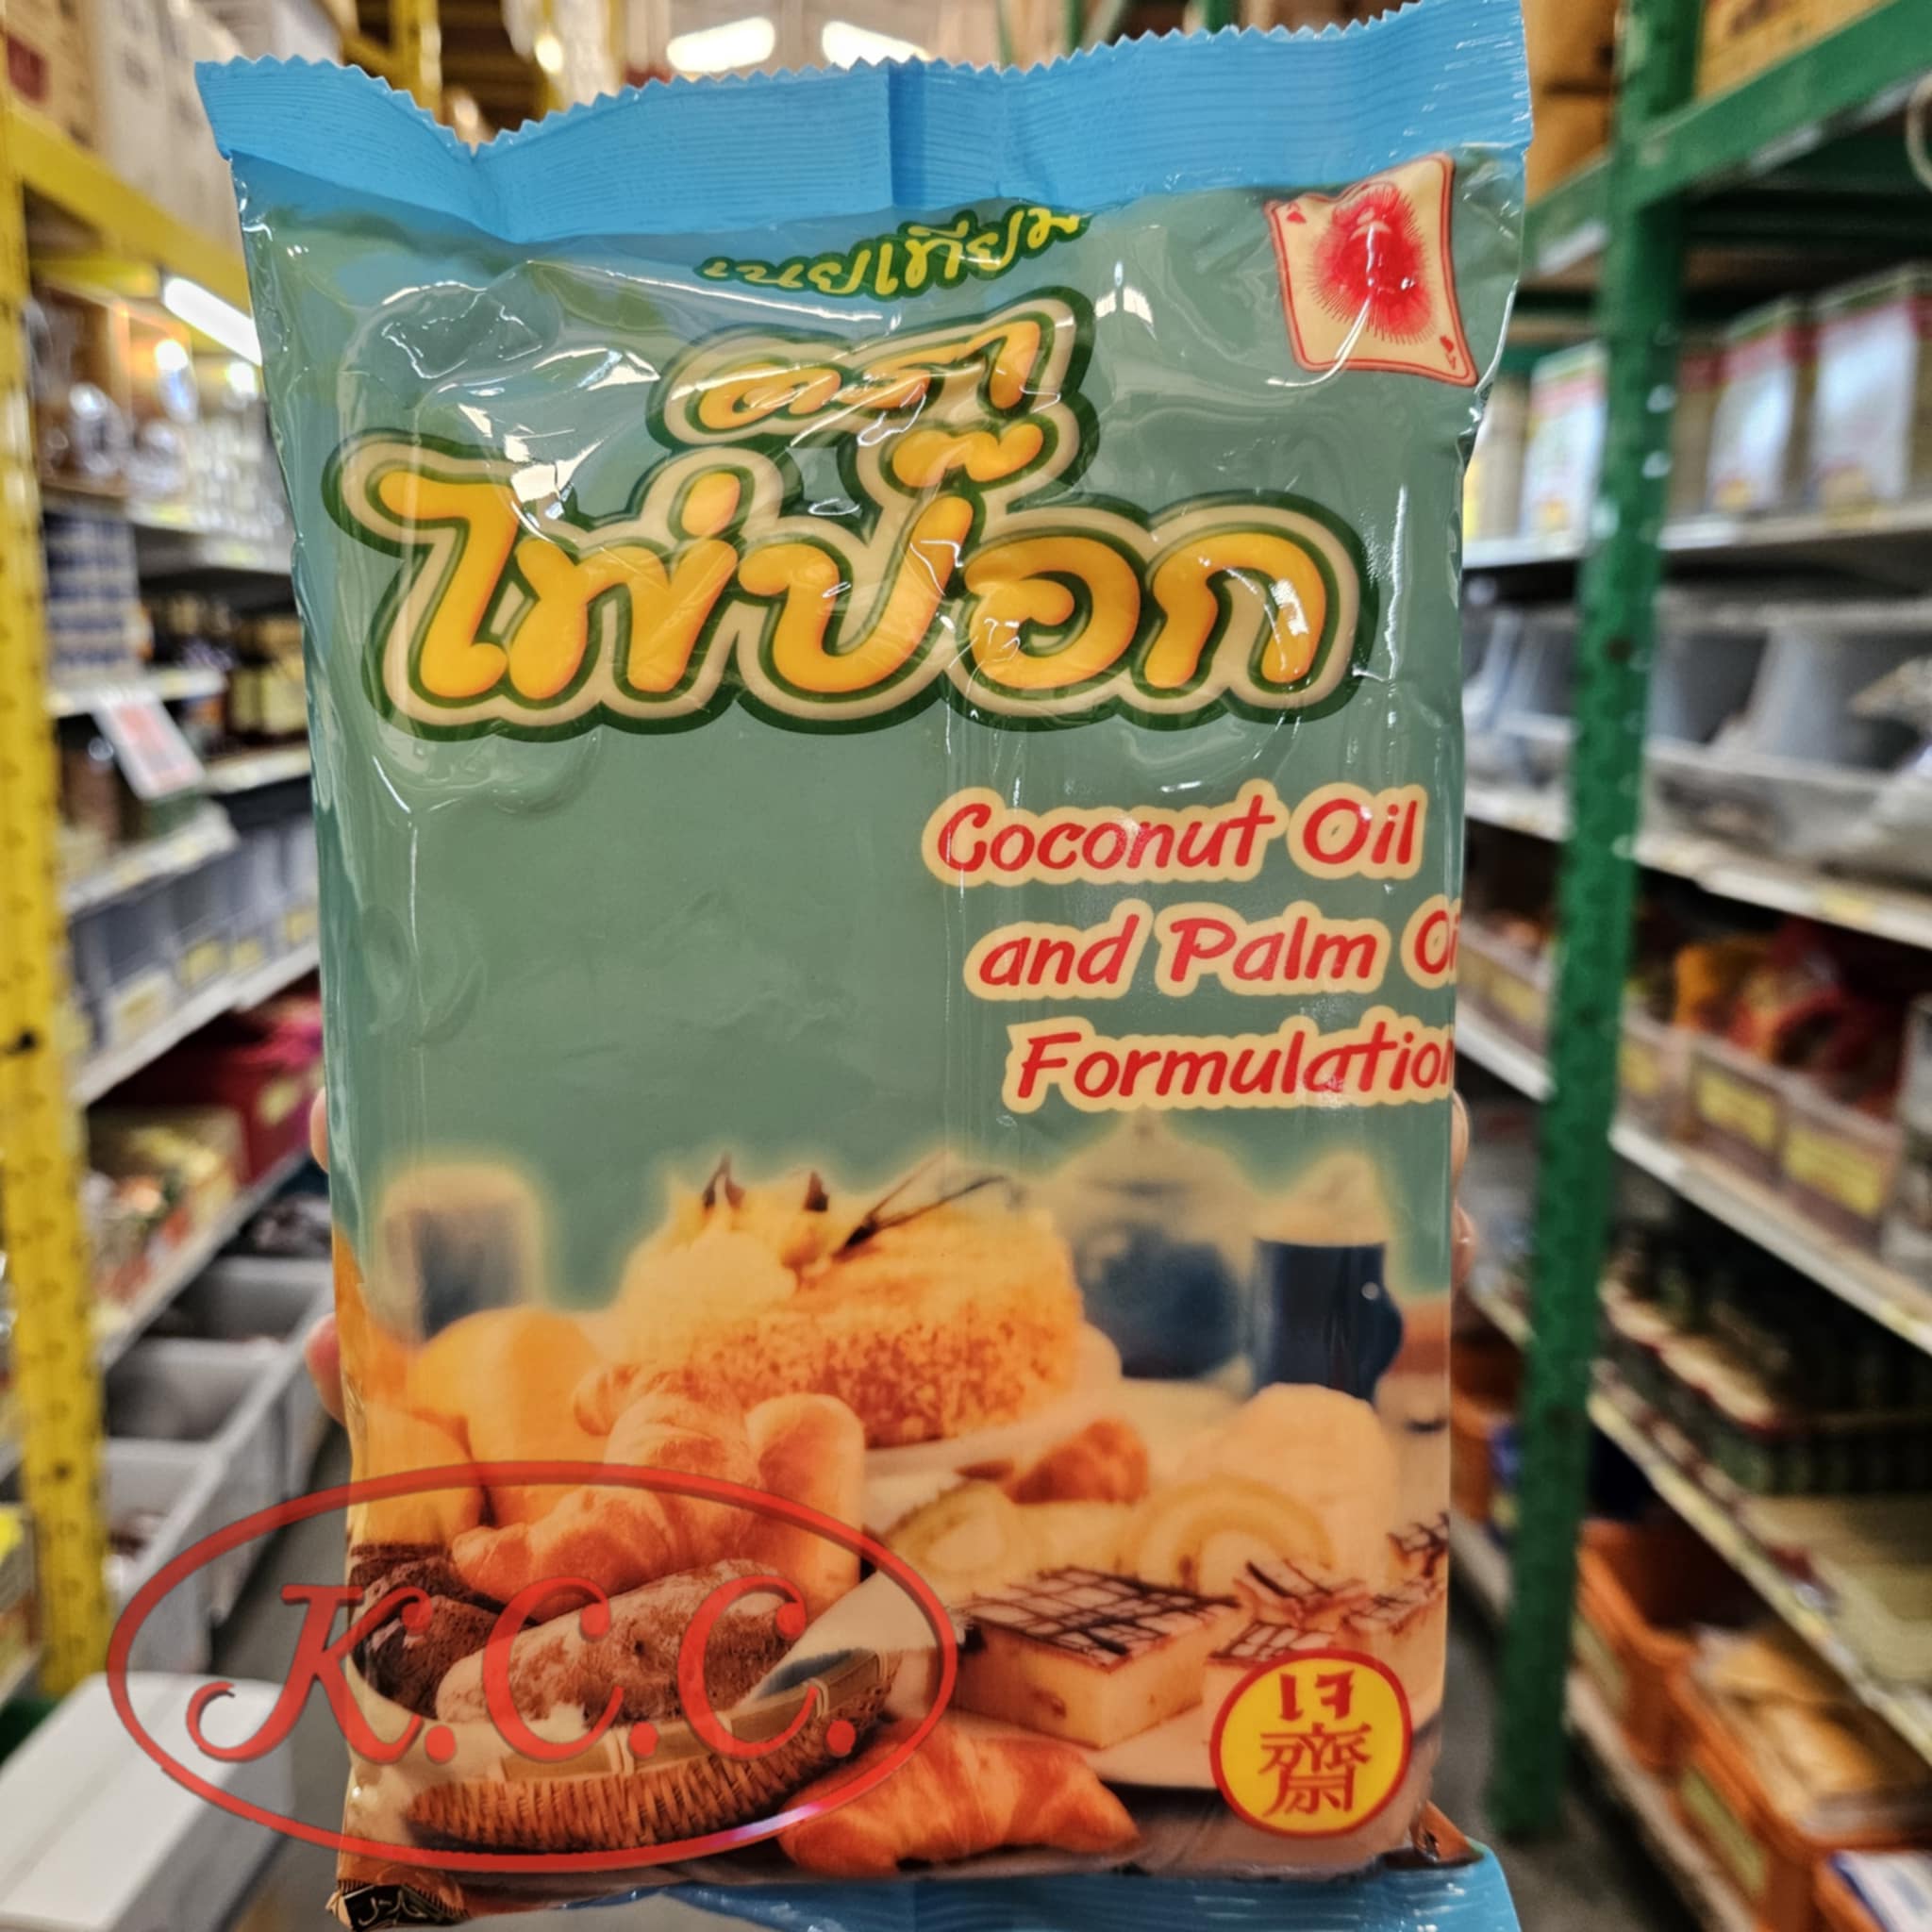 เนยเทียม
A
ตรา
ไพ่ป๊อก
A
Coconut Oil
and Palm Oi
Formulation
K.C.C.
เจ
齋